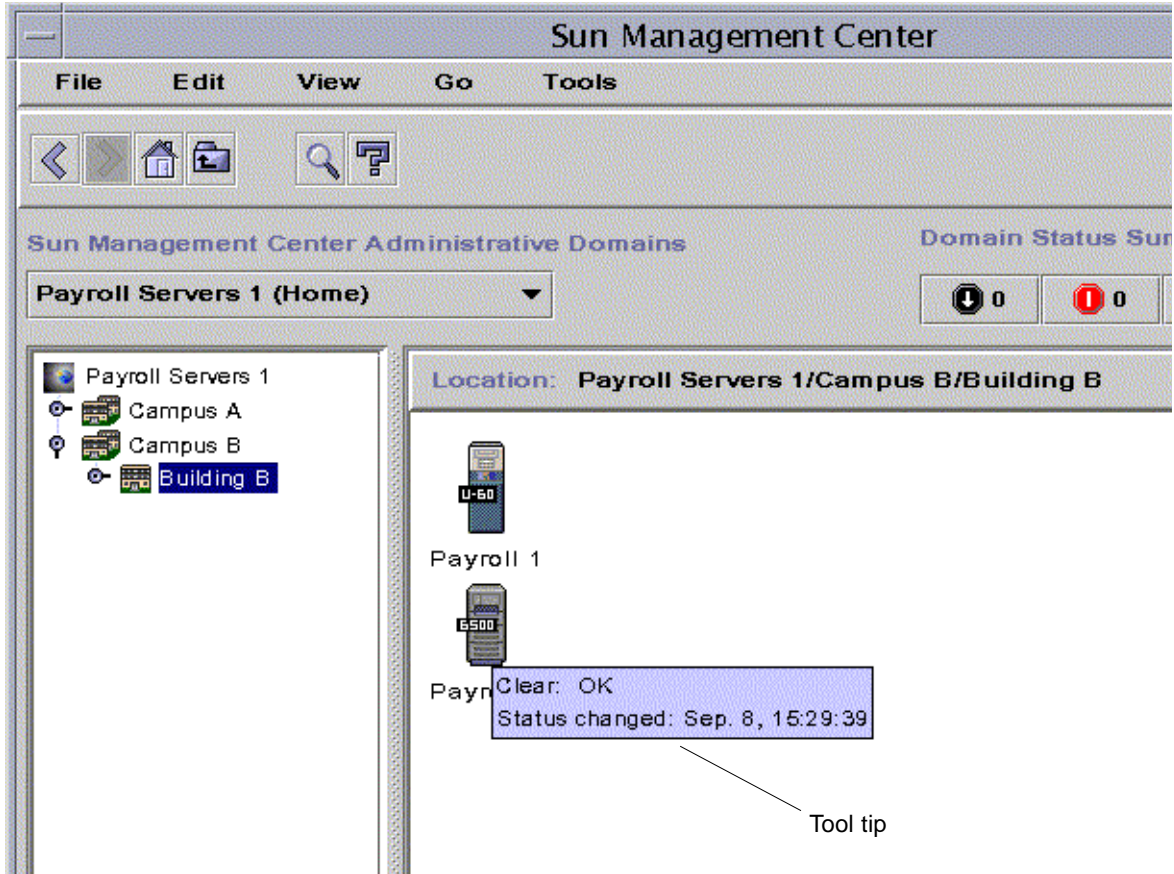 Sun Management Center
File Edit View Go Tools
Sun Management Center Administrative Domains
Domain Status Sur
Payroll Servers 1 (Home)
0
0
Payroll Servers 1
Campus A
Campus B
Building B
Location: Payroll Servers 1/Campus B/Building B
U-60
Payroll 1
6500
Payr
Clear: OK
Status changed: Sep. 8, 15:29:39
Tool tip